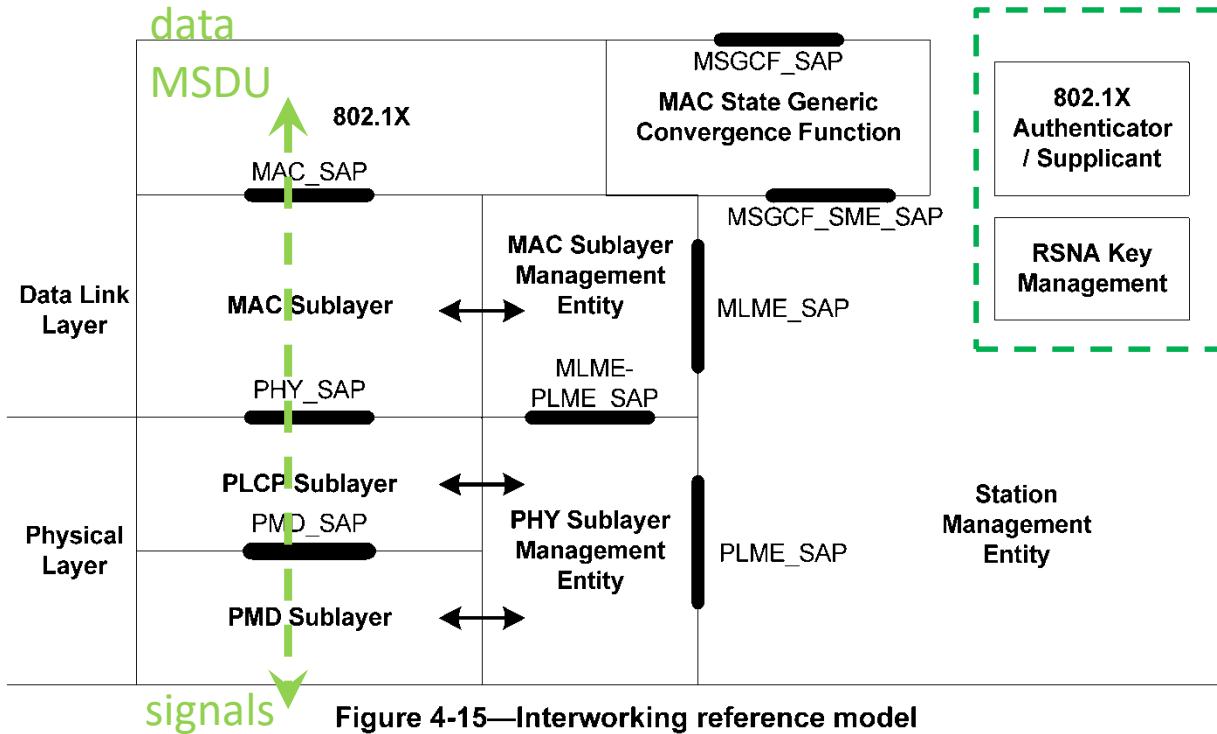 data
MSDU
802.1X
MAC_SAP
MSGCF_SAP
MAC State Generic
Convergence Function
MSGCF_SME_SAP
802.1X
Authenticator
/ Supplicant
RSNA Key
Management
Data Link
Layer
MAC Sublayer
MAC Sublayer
Management
Entity
MLME_SAP
PHY_SAP
MLME-
PLME_SAP
Physical
Layer
PLCP Sublayer
PMD_SAP
PMD Sublayer
PHY Sublayer
Management
Entity
PLME_SAP
Station
Management
Entity
signals
Figure 4-15—Interworking reference model